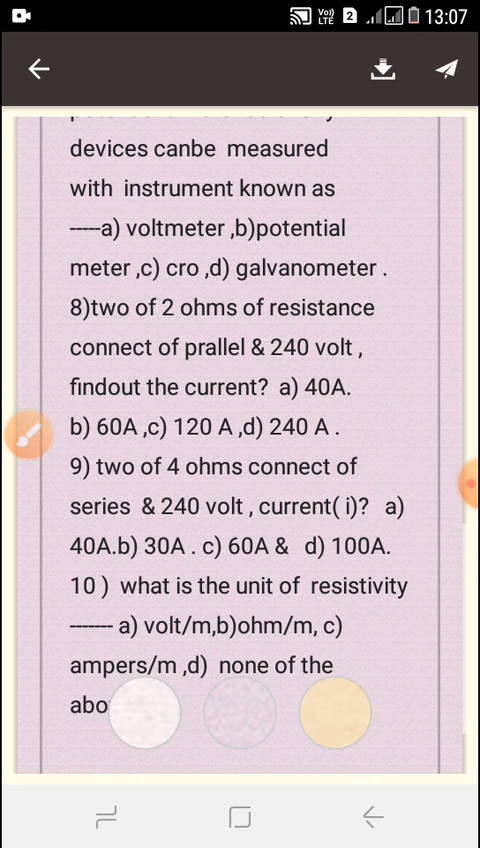 13:07
Vo))
LTE
2
devices canbe measured
with instrument known as
-----a) voltmeter ,b)potential
meter ,c) cro ,d) galvanometer .
8)two of 2 ohms of resistance
connect of prallel & 240 volt ,
findout the current? a) 40A.
b) 60A ,c) 120 A ,d) 240 A .
9) two of 4 ohms connect of
series & 240 volt , current( i)? a)
40A.b) 30A . c) 60A & d) 100A.
10 ) what is the unit of resistivity
------- a) volt/m,b)ohm/m, c)
ampers/m ,d) none of the
abo